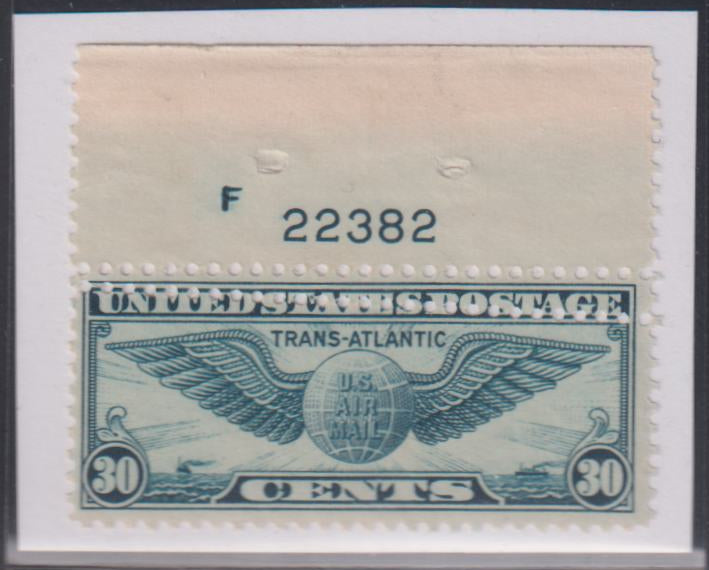 F
22382
UNITED STATES POSTAGE
TRANS-ATLANTIC
U.S.
AIR
MAIL
30 CENTS 30